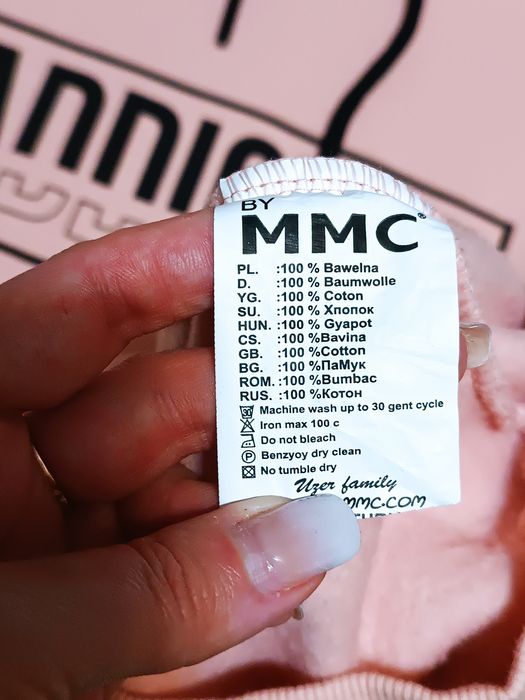 BY
MMC®
PL. :100 % Bawelna
D. :100 % Baumwolle
YG. :100 % Coton
SU. :100 % Хлопок
HUN. :100 % Gyapot
CS. :100 %Bavina
GB. :100 %Cotton
BG. :100 %ПаМук
ROM. :100 %Bumbac
RUS. :100 %Котон
Machine wash up to 30 gent cycle
Iron max 100 c
Do not bleach
P Benzyoy dry clean
No tumble dry
Uzer family
MMC.COM